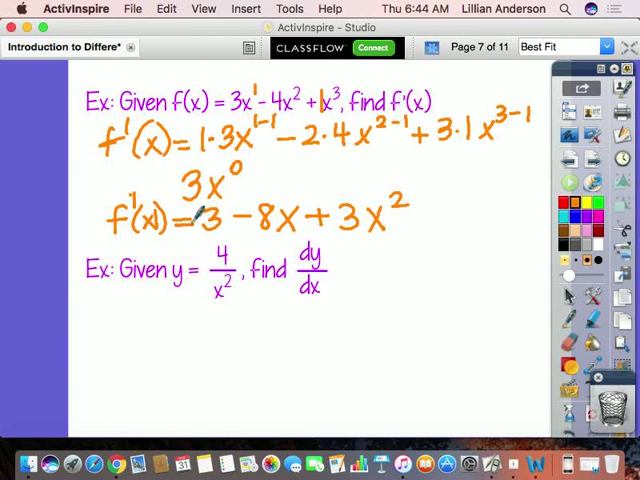 ActivInspire File Edit View Insert Tools Thu 6:44 AM Lillian Anderson
ActivInspire - Studio
Introduction to Differe* CLASSFLOW Connect Page 7 of 11 Best Fit
Ex: Given f(x) = 3x¹ - 4x² + 1x³, find f'(x)
f'(x) = 1·3x¹⁻¹ - 2·4x²⁻¹ + 3·1x³⁻¹
3x⁰
f'(x) = 3 - 8x + 3x²
Ex: Given y = 4/x², find dy/dx